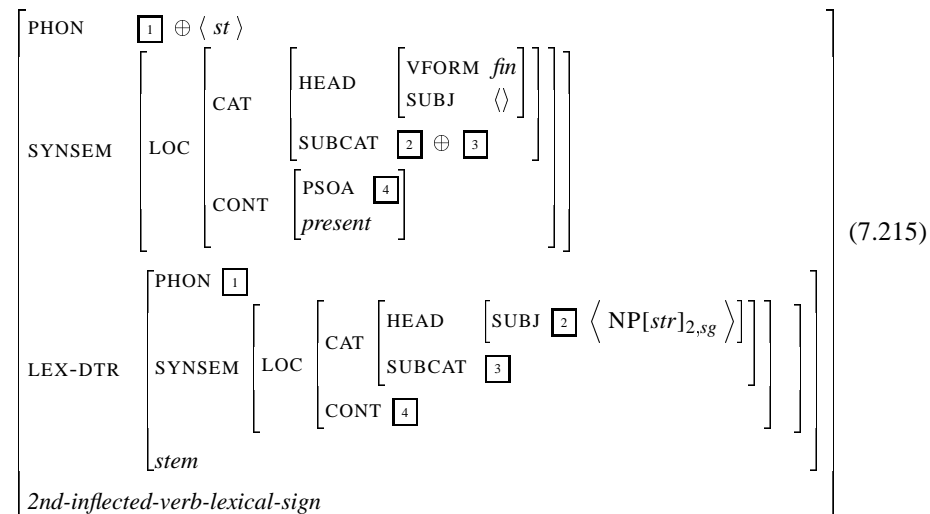 PHON 1 ⊕ ⟨ st ⟩
SYNSEM LOC CAT HEAD VFORM fin
SUBJ ⟨⟩
SUBCAT 2 ⊕ 3
CONT PSOA 4
present
(7.215)
LEX-DTR PHON 1
SYNSEM LOC CAT HEAD [SUBJ 2 ⟨ NP[str]2,sg ⟩]
SUBCAT 3
CONT 4
stem
2nd-inflected-verb-lexical-sign